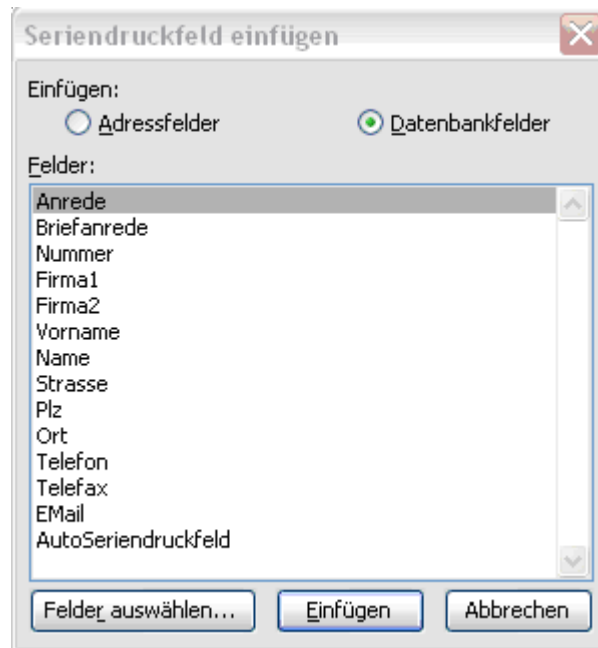 Seriendruckfeld einfügen
Einfügen:
Adressfelder Datenbankfelder
Felder:
Anrede
Briefanrede
Nummer
Firma1
Firma2
Vorname
Name
Strasse
Plz
Ort
Telefon
Telefax
EMail
AutoSeriendruckfeld
Felder auswählen... Einfügen Abbrechen